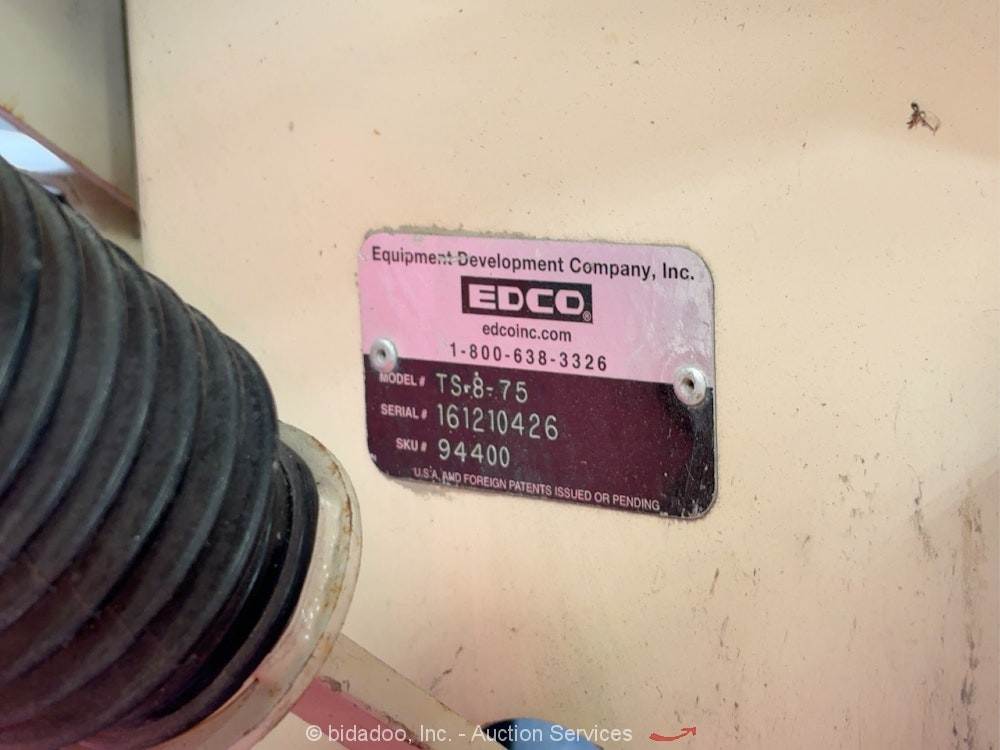 Equipment Development Company, Inc.
EDCO®
edcoinc.com
1-800-638-3326
MODEL # TS-8-75
SERIAL # 161210426
SKU # 94400
U.S.A. AND FOREIGN PATENTS ISSUED OR PENDING
© bidadoo, Inc. - Auction Services